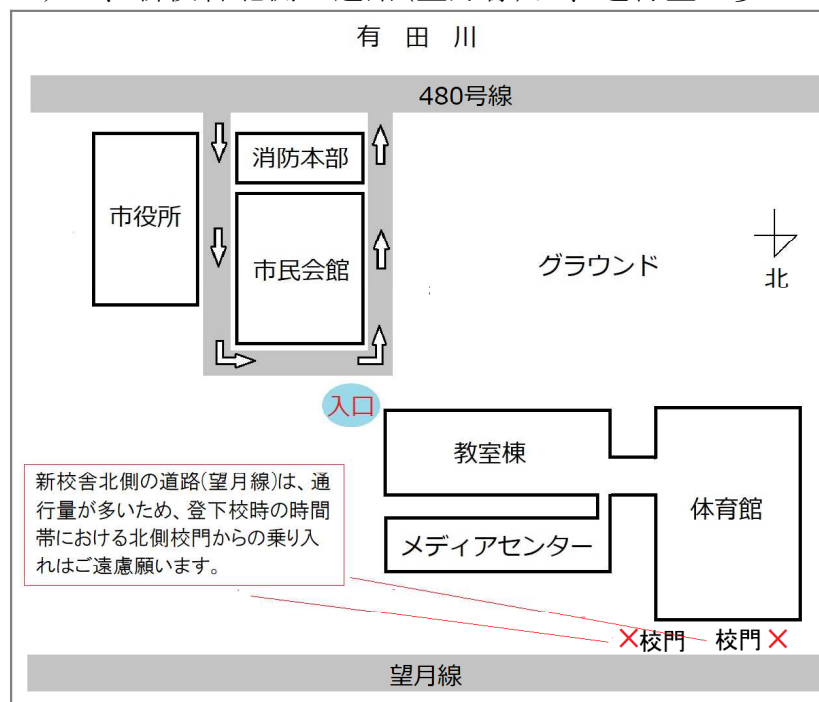 有 田 川
480号線
消防本部
市役所
市民会館
グラウンド
北
入口
教室棟
体育館
メディアセンター
新校舎北側の道路(望月線)は、通
行量が多いため、登下校時の時間
帯における北側校門からの乗り入
れはご遠慮願います。
×校門 校門×
望月線